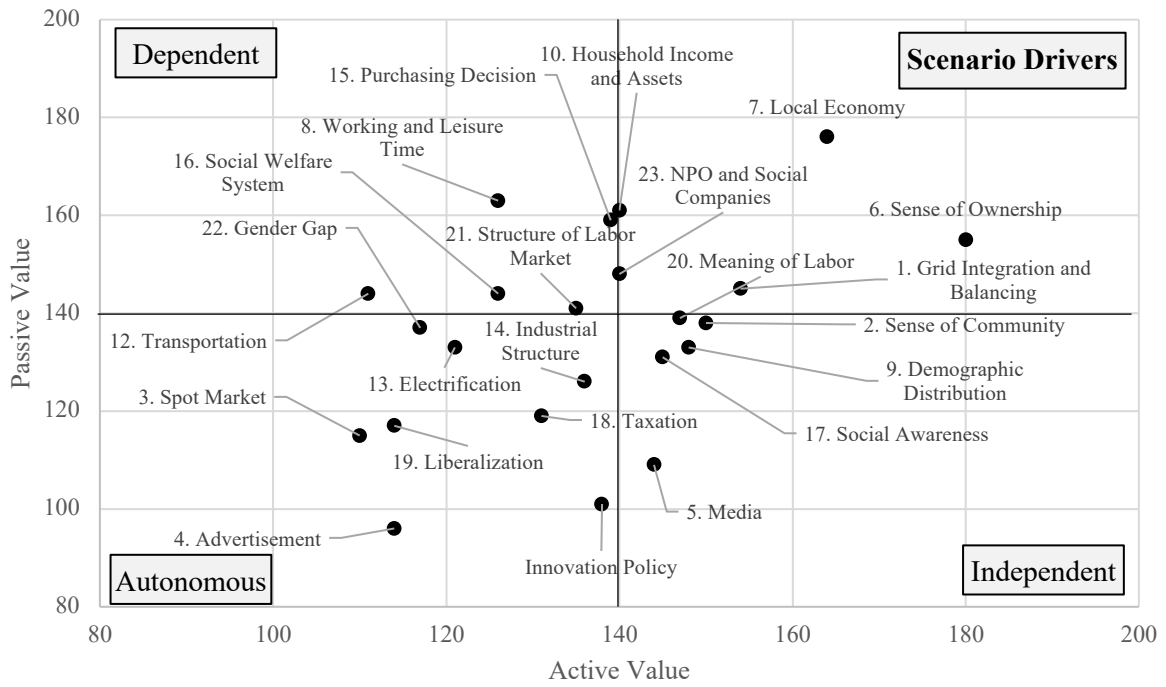 200
Dependent
10. Household Income
and Assets
Scenario Drivers
15. Purchasing Decision
180
7. Local Economy
8. Working and Leisure
Time
16. Social Welfare
System
23. NPO and Social
Companies
160
6. Sense of Ownership
22. Gender Gap
21. Structure of Labor
Market
20. Meaning of Labor
1. Grid Integration and
Balancing
140
12. Transportation
14. Industrial
Structure
2. Sense of Community
13. Electrification
9. Demographic
Distribution
3. Spot Market
120
18. Taxation
17. Social Awareness
19. Liberalization
100
5. Media
4. Advertisement
Innovation Policy
Autonomous
Independent
80
80
100
120
140
160
180
200
Passive Value
Active Value